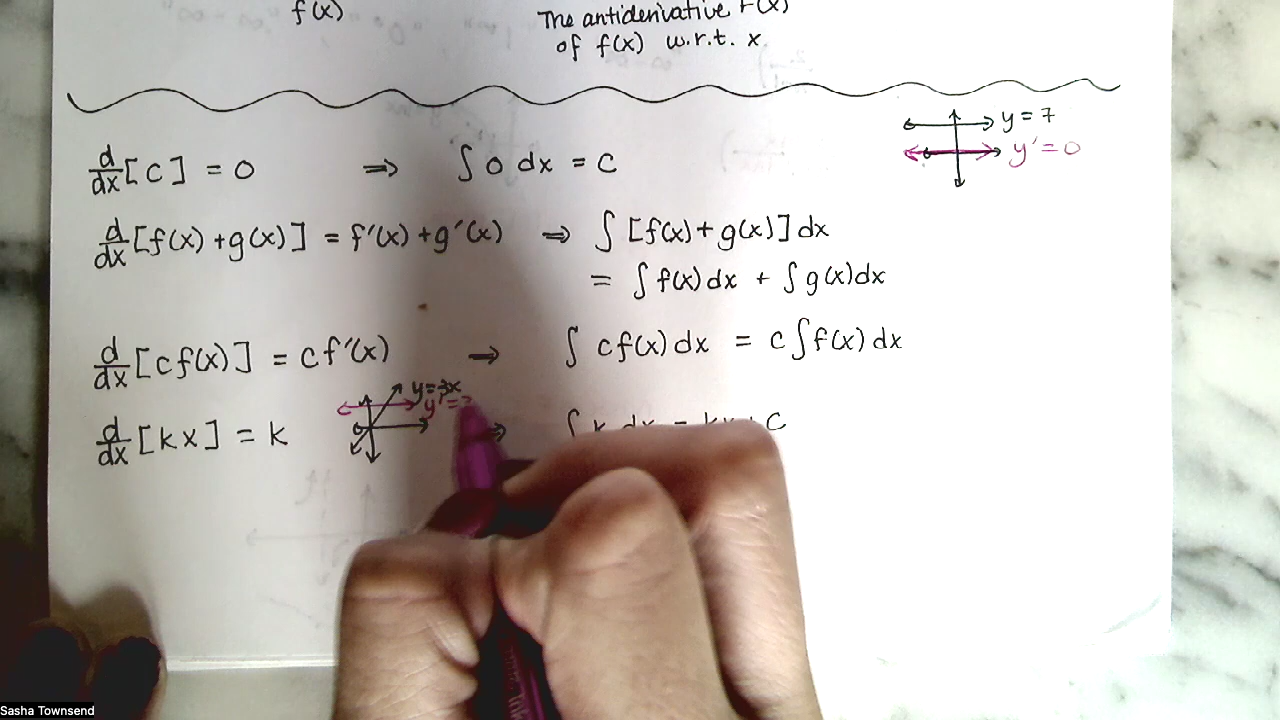 f(x)
The antiderivative F(x)
of f(x) w.r.t. x
y = 7
y' = 0
d/dx [c] = 0 ⇒ ∫ 0 dx = C
d/dx [f(x) + g(x)] = f'(x) + g'(x) ⇒ ∫ [f(x) + g(x)] dx
= ∫ f(x) dx + ∫ g(x) dx
d/dx [c f(x)] = c f'(x) ⇒ ∫ c f(x) dx = c ∫ f(x) dx
y =
y' =
d/dx [k x] = k ⇒ ∫ k dx = kx + C
Sasha Townsend